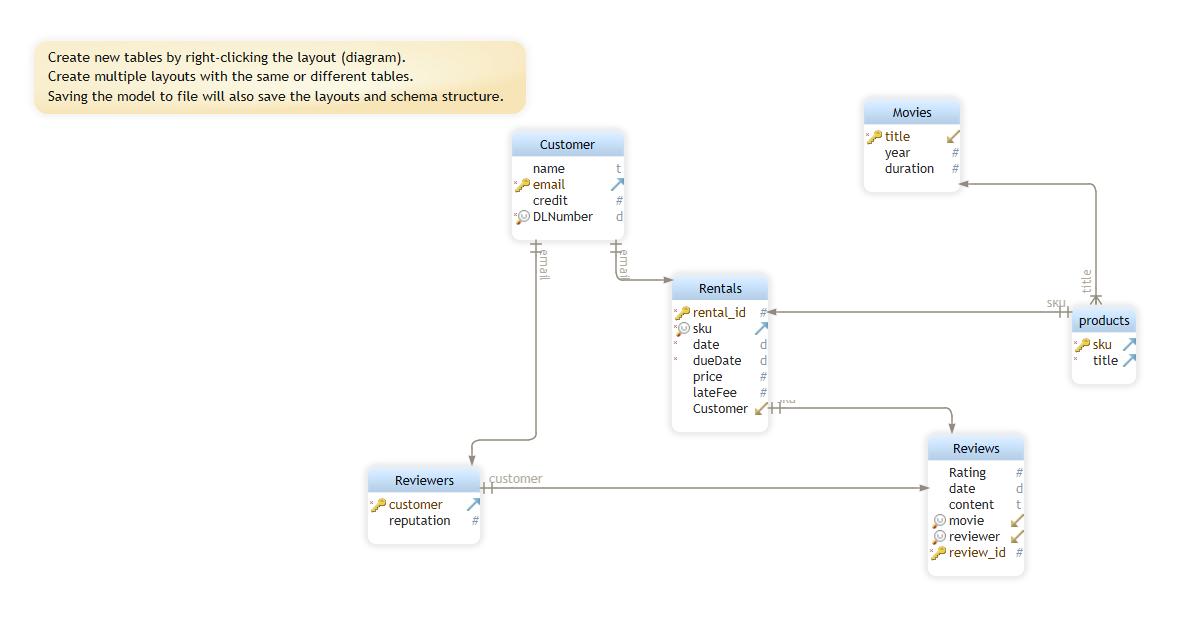 Create new tables by right-clicking the layout (diagram).
Create multiple layouts with the same or different tables.
Saving the model to file will also save the layouts and schema structure.
Movies
title
year #
duration #
Customer
name t
email
credit #
DLNumber d
email
email
title
Rentals
rental_id #
sku
date d
dueDate d
price #
lateFee #
Customer
sku
products
sku
title
Reviews
Rating #
date d
content t
movie
reviewer
review_id #
Reviewers
customer
reputation #
customer